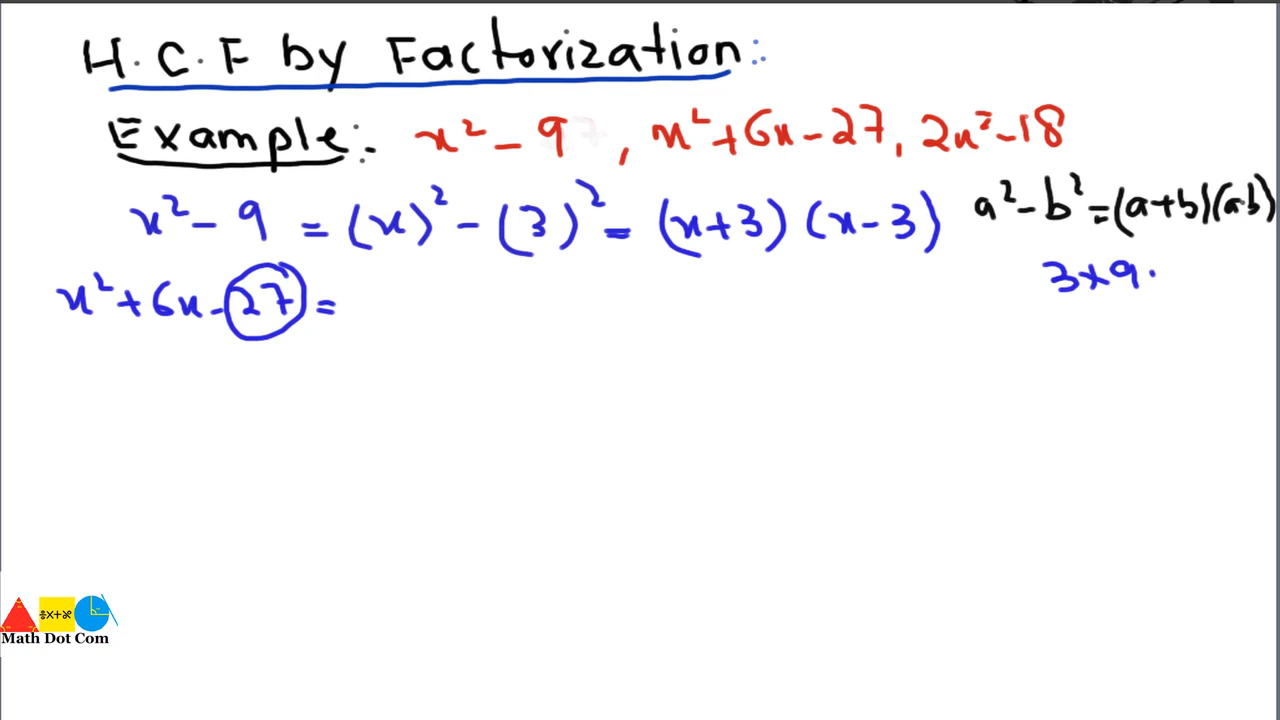 H.C.F by Factorization:
Example:- x² - 9, x² + 6x - 27, 2x² - 18
x² - 9 = (x)² - (3)² = (x+3)(x-3)
a² - b² = (a+b)(a-b)
3×9
x² + 6x - 27 =
Math Dot Com